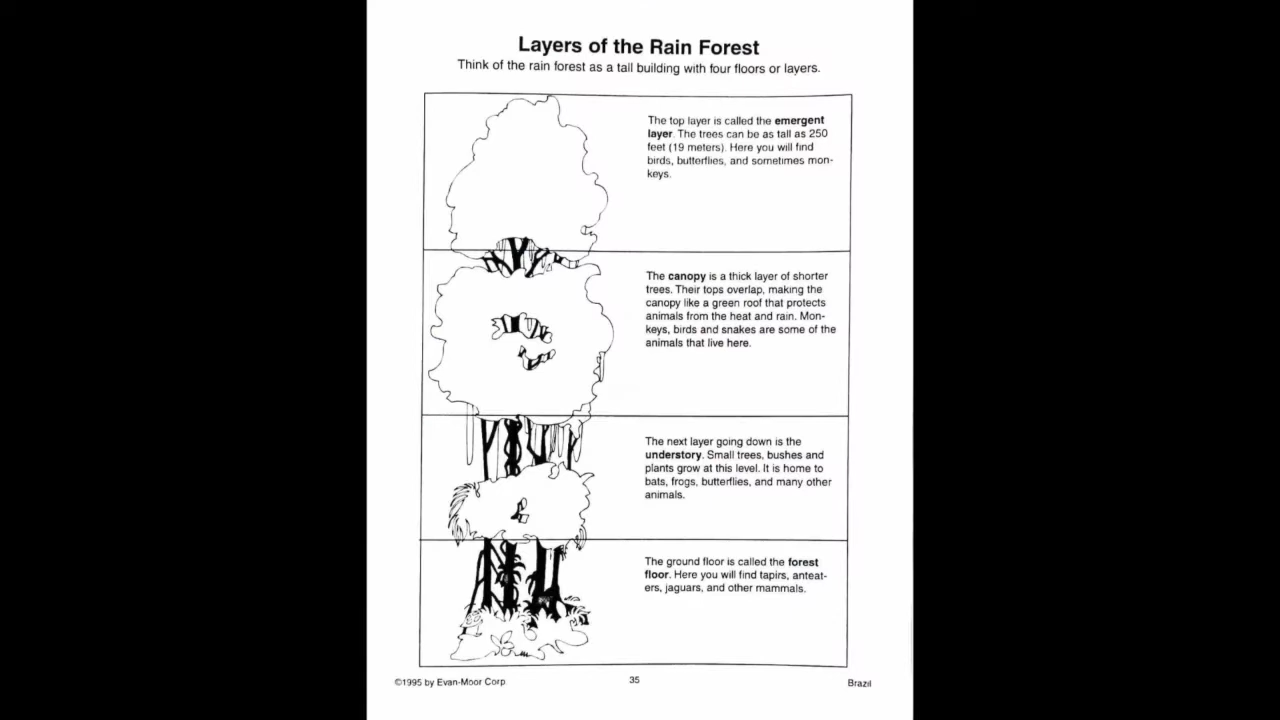 Layers of the Rain Forest
Think of the rain forest as a tall building with four floors or layers.
The top layer is called the emergent
layer. The trees can be as tall as 250
feet (19 meters). Here you will find
birds, butterflies, and sometimes mon-
keys.
The canopy is a thick layer of shorter
trees. Their tops overlap, making the
canopy like a green roof that protects
animals from the heat and rain. Mon-
keys, birds and snakes are some of the
animals that live here.
The next layer going down is the
understory. Small trees, bushes and
plants grow at this level. It is home to
bats, frogs, butterflies, and many other
animals.
The ground floor is called the forest
floor. Here you will find tapirs, anteat-
ers, jaguars, and other mammals.
©1995 by Evan-Moor Corp
35
Brazil